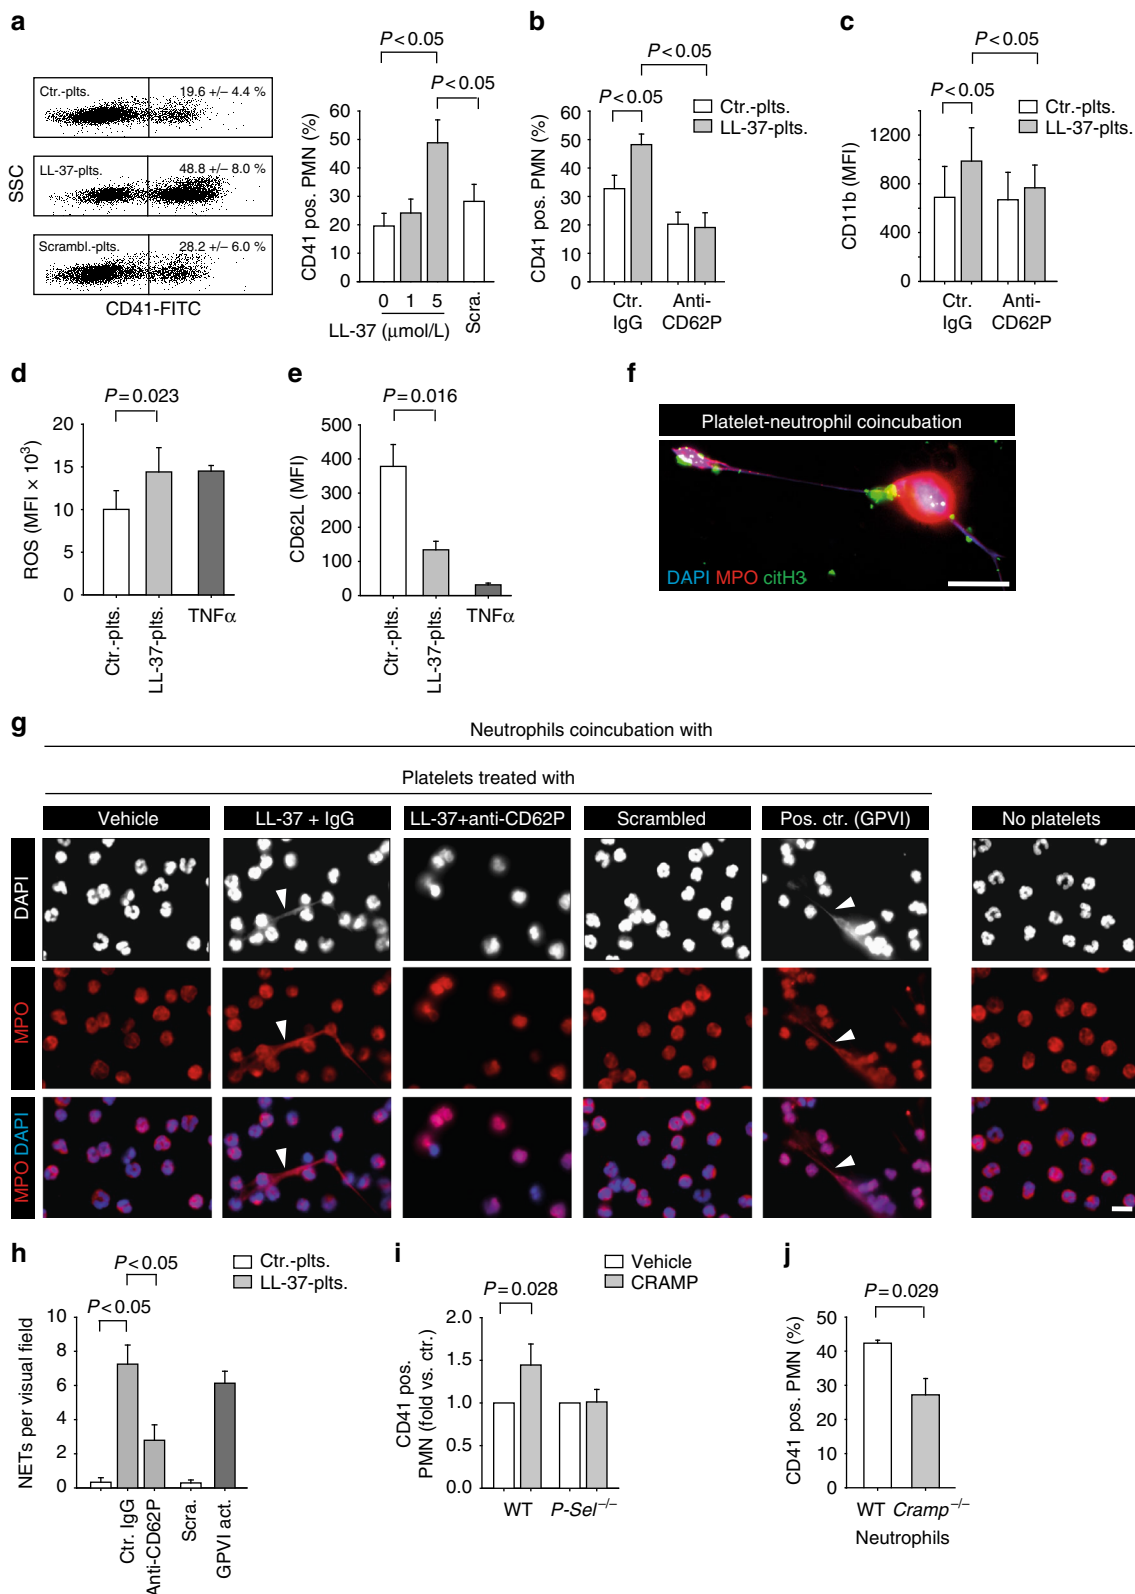 a
Ctr.-plts.
19.6 +/– 4.4 %
LL-37-plts.
48.8 +/– 8.0 %
Scrambl.-plts.
28.2 +/– 6.0 %
SSC
CD41-FITC
P < 0.05
P < 0.05
CD41 pos. PMN (%)
60
50
40
30
20
10
0
0 1 5
LL-37 (μmol/L)
Scra.
b
P < 0.05
P < 0.05
Ctr.-plts.
LL-37-plts.
CD41 pos. PMN (%)
60
50
40
30
20
10
0
Ctr. IgG
Anti-CD62P
c
P < 0.05
P < 0.05
Ctr.-plts.
LL-37-plts.
CD11b (MFI)
1200
800
400
0
Ctr. IgG
Anti-CD62P
d
P = 0.023
ROS (MFI × 10³)
20
15
10
5
0
Ctr.-plts.
LL-37-plts.
TNFα
e
P = 0.016
CD62L (MFI)
500
400
300
200
100
0
Ctr.-plts.
LL-37-plts.
TNFα
f
Platelet-neutrophil coincubation
DAPI MPO citH3
g
Neutrophils coincubation with
Platelets treated with
Vehicle
LL-37 + IgG
LL-37+anti-CD62P
Scrambled
Pos. ctr. (GPVI)
No platelets
DAPI
MPO
MPO DAPI
h
P < 0.05
P < 0.05
Ctr.-plts.
LL-37-plts.
NETs per visual field
10
8
6
4
2
0
Ctr. IgG
Anti-CD62P
Scra.
GPVI act.
i
P = 0.028
Vehicle
CRAMP
CD41 pos.
PMN (fold vs. ctr.)
2.0
1.5
1.0
0.5
0.0
WT
P-Sel⁻/⁻
j
P = 0.029
CD41 pos. PMN (%)
50
40
30
20
10
0
WT Cramp⁻/⁻
Neutrophils